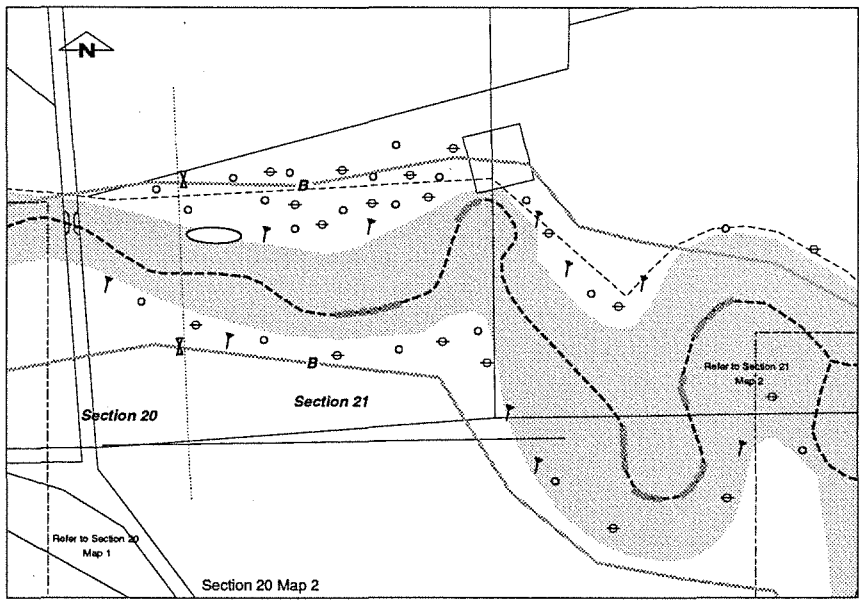 N
B
Refer to Section 21
Map 2
B
Section 21
Section 20
Refer to Section 20
Map 1
Section 20 Map 2